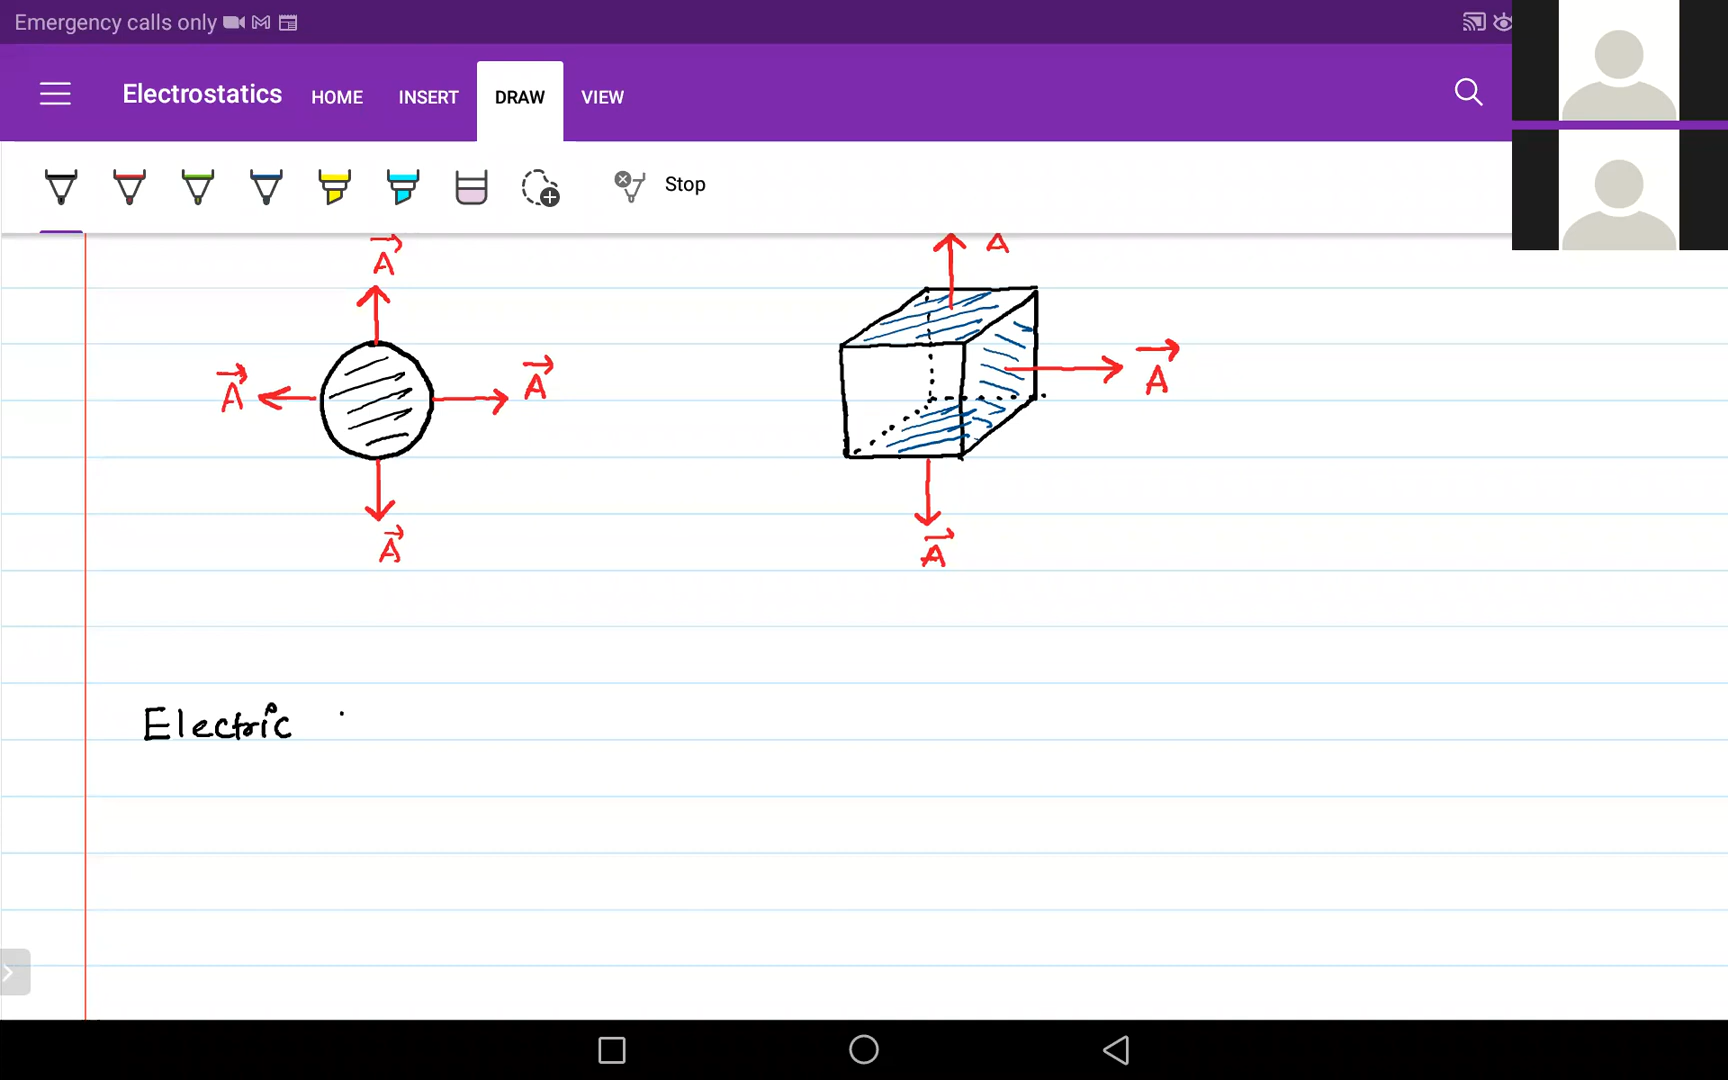 Emergency calls only
Electrostatics HOME INSERT DRAW VIEW
Stop
A A
A A A
A A
Electric